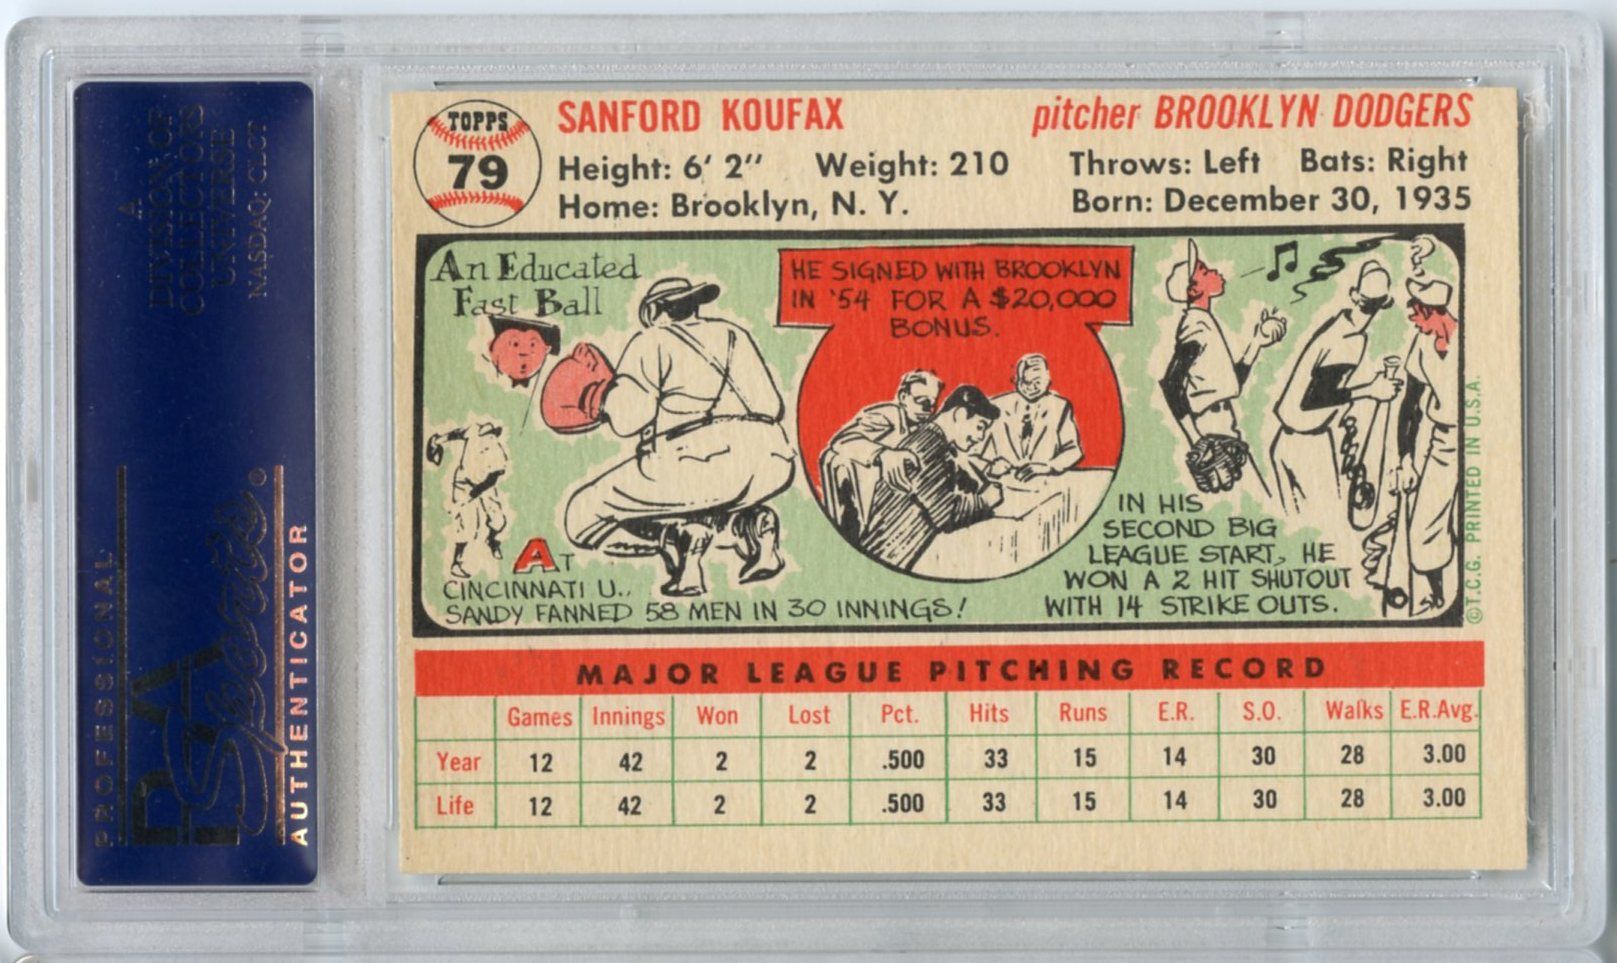 A
DIVISION OF
COLLECTORS
UNIVERSE
NASDAQ: CLCT
PROFESSIONAL
PSA
Sports
AUTHENTICATOR
TOPPS
79
SANFORD KOUFAX
pitcher BROOKLYN DODGERS
Height: 6' 2" Weight: 210 Throws: Left Bats: Right
Home: Brooklyn, N. Y. Born: December 30, 1935
An Educated
Fast Ball
AT
CINCINNATI U.,
SANDY FANNED 58 MEN IN 30 INNINGS!
HE SIGNED WITH BROOKLYN
IN '54 FOR A $20,000
BONUS.
IN HIS
SECOND BIG
LEAGUE START, HE
WON A 2 HIT SHUTOUT
WITH 14 STRIKE OUTS.
©T.C.G. PRINTED IN U.S.A.
MAJOR LEAGUE PITCHING RECORD
Games Innings Won Lost Pct. Hits Runs E.R. S.O. Walks E.R.Avg.
Year 12 42 2 2 .500 33 15 14 30 28 3.00
Life 12 42 2 2 .500 33 15 14 30 28 3.00